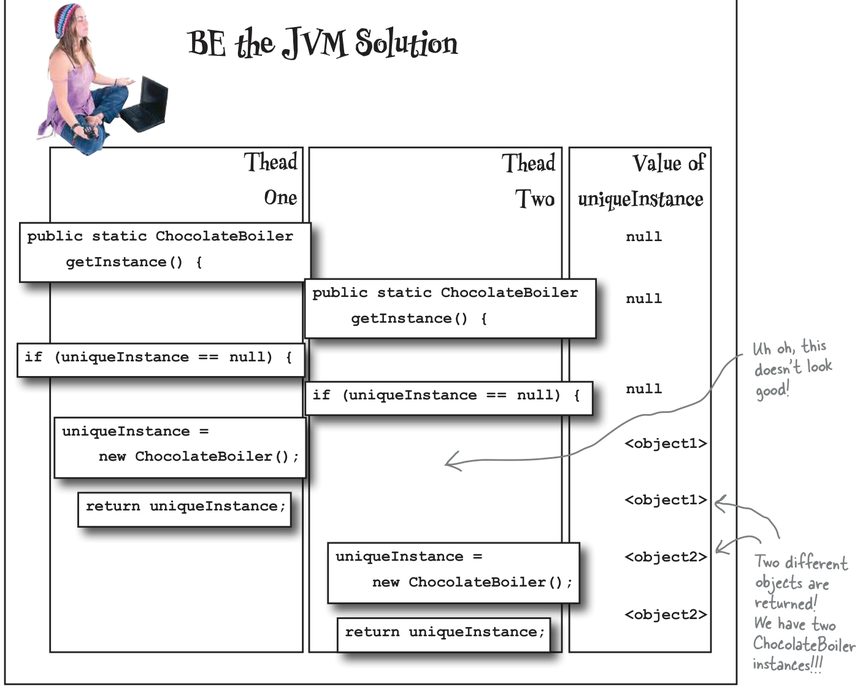 BE the JVM Solution
Thead
One
Thead
Two
Value of
uniqueInstance
public static ChocolateBoiler
getInstance() {
null
public static ChocolateBoiler
getInstance() {
null
if (uniqueInstance == null) {
if (uniqueInstance == null) {
null
uniqueInstance =
new ChocolateBoiler();
<object1>
return uniqueInstance;
<object1>
uniqueInstance =
new ChocolateBoiler();
<object2>
return uniqueInstance;
<object2>
Uh oh, this
doesn't look
good!
Two different
objects are
returned!
We have two
ChocolateBoiler
instances!!!